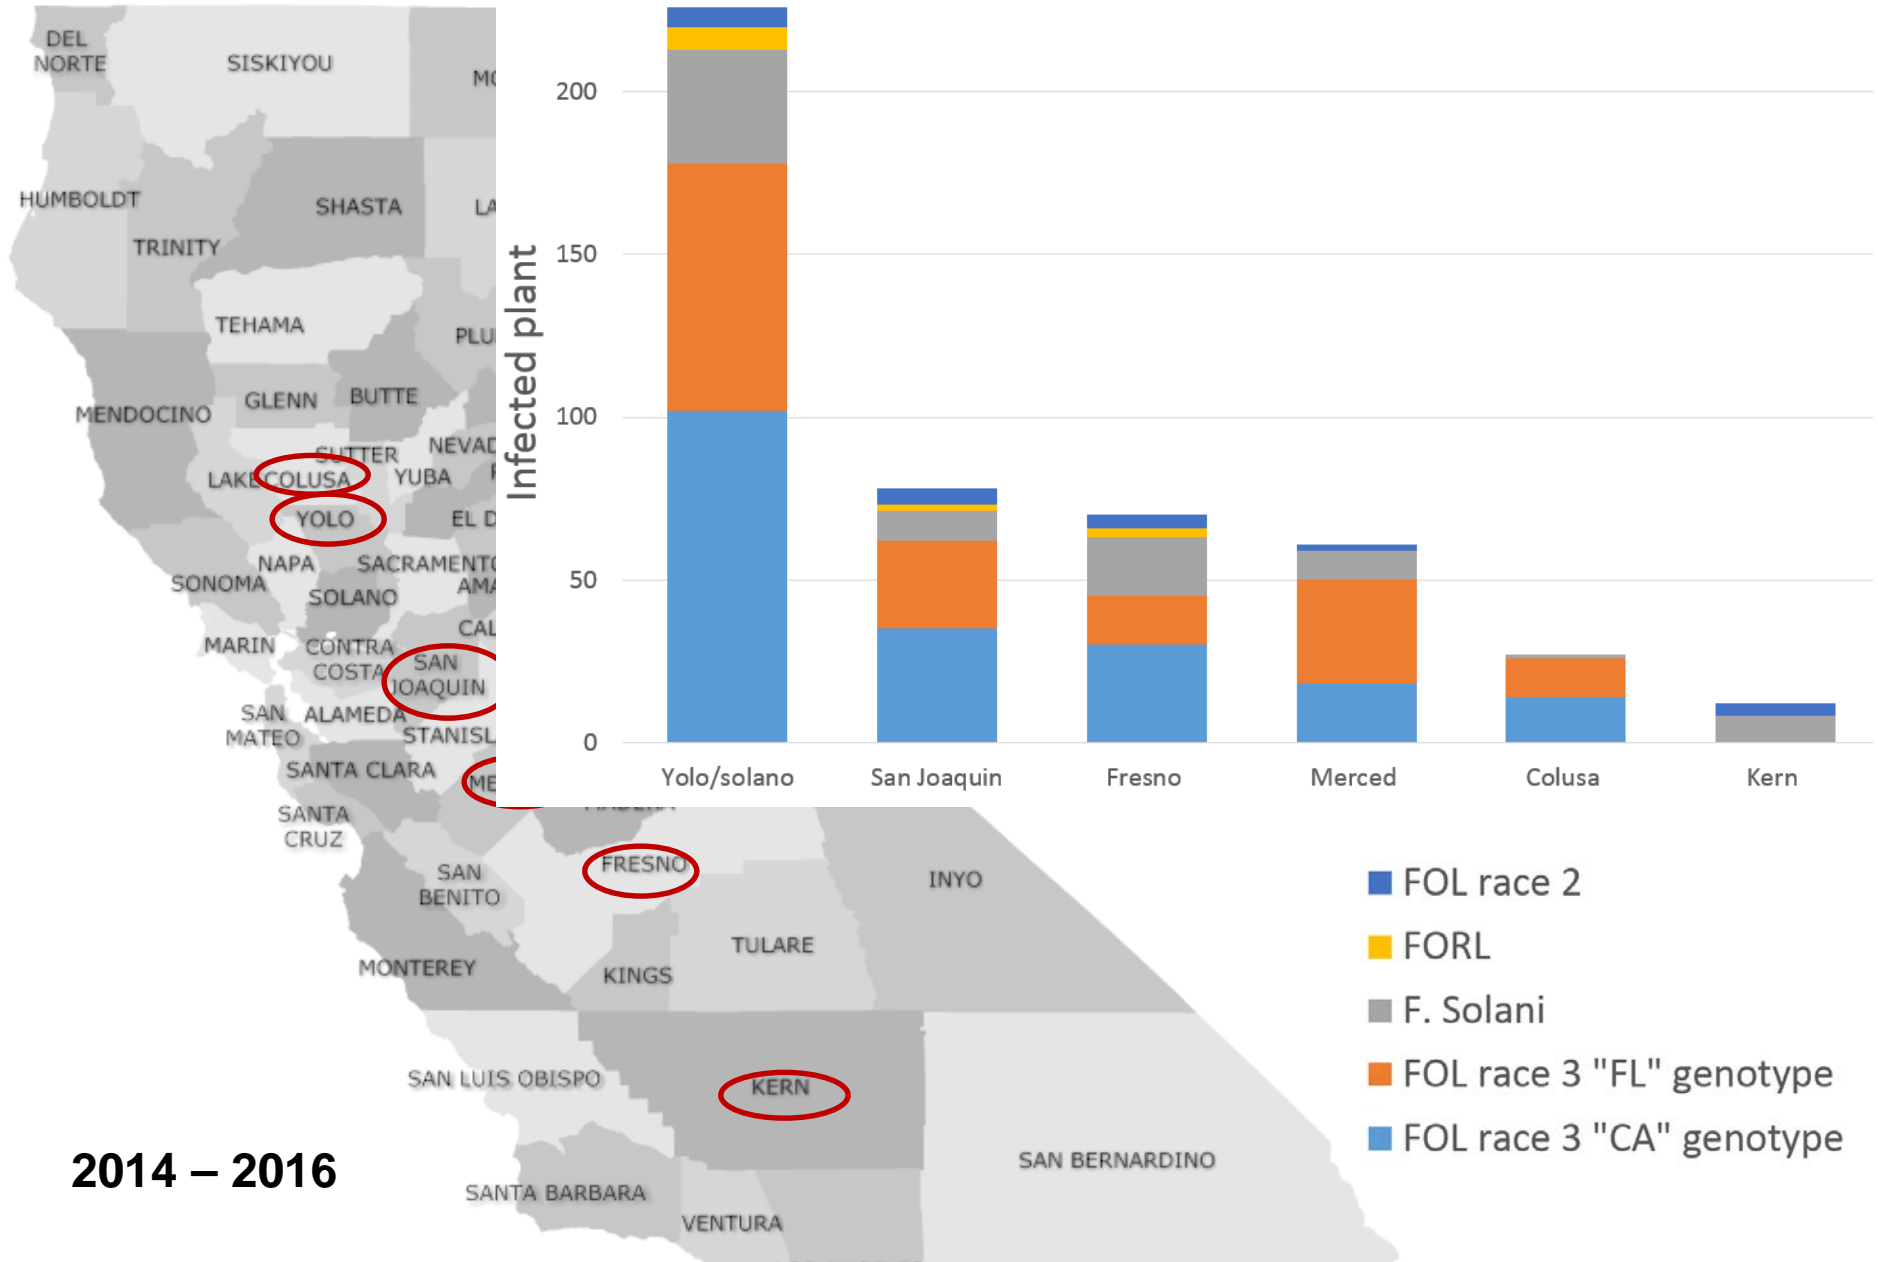 DEL
NORTE
SISKIYOU
HUMBOLDT
SHASTA
TRINITY
TEHAMA
GLENN
BUTTE
MENDOCINO
SUTTER
LAKE
COLUSA
YUBA
YOLO
NAPA
SACRAMENTO
SONOMA
SOLANO
MARIN
CONTRA
COSTA
SAN
JOAQUIN
SAN
MATEO
ALAMEDA
SANTA CLARA
SANTA
CRUZ
MADERA
SAN
BENITO
FRESNO
INYO
MONTEREY
KINGS
TULARE
SAN LUIS OBISPO
KERN
SAN BERNARDINO
SANTA BARBARA
VENTURA
2014 – 2016
Infected plant
200
150
100
50
0
Yolo/solano
San Joaquin
Fresno
Merced
Colusa
Kern
FOL race 2
FORL
F. Solani
FOL race 3 "FL" genotype
FOL race 3 "CA" genotype